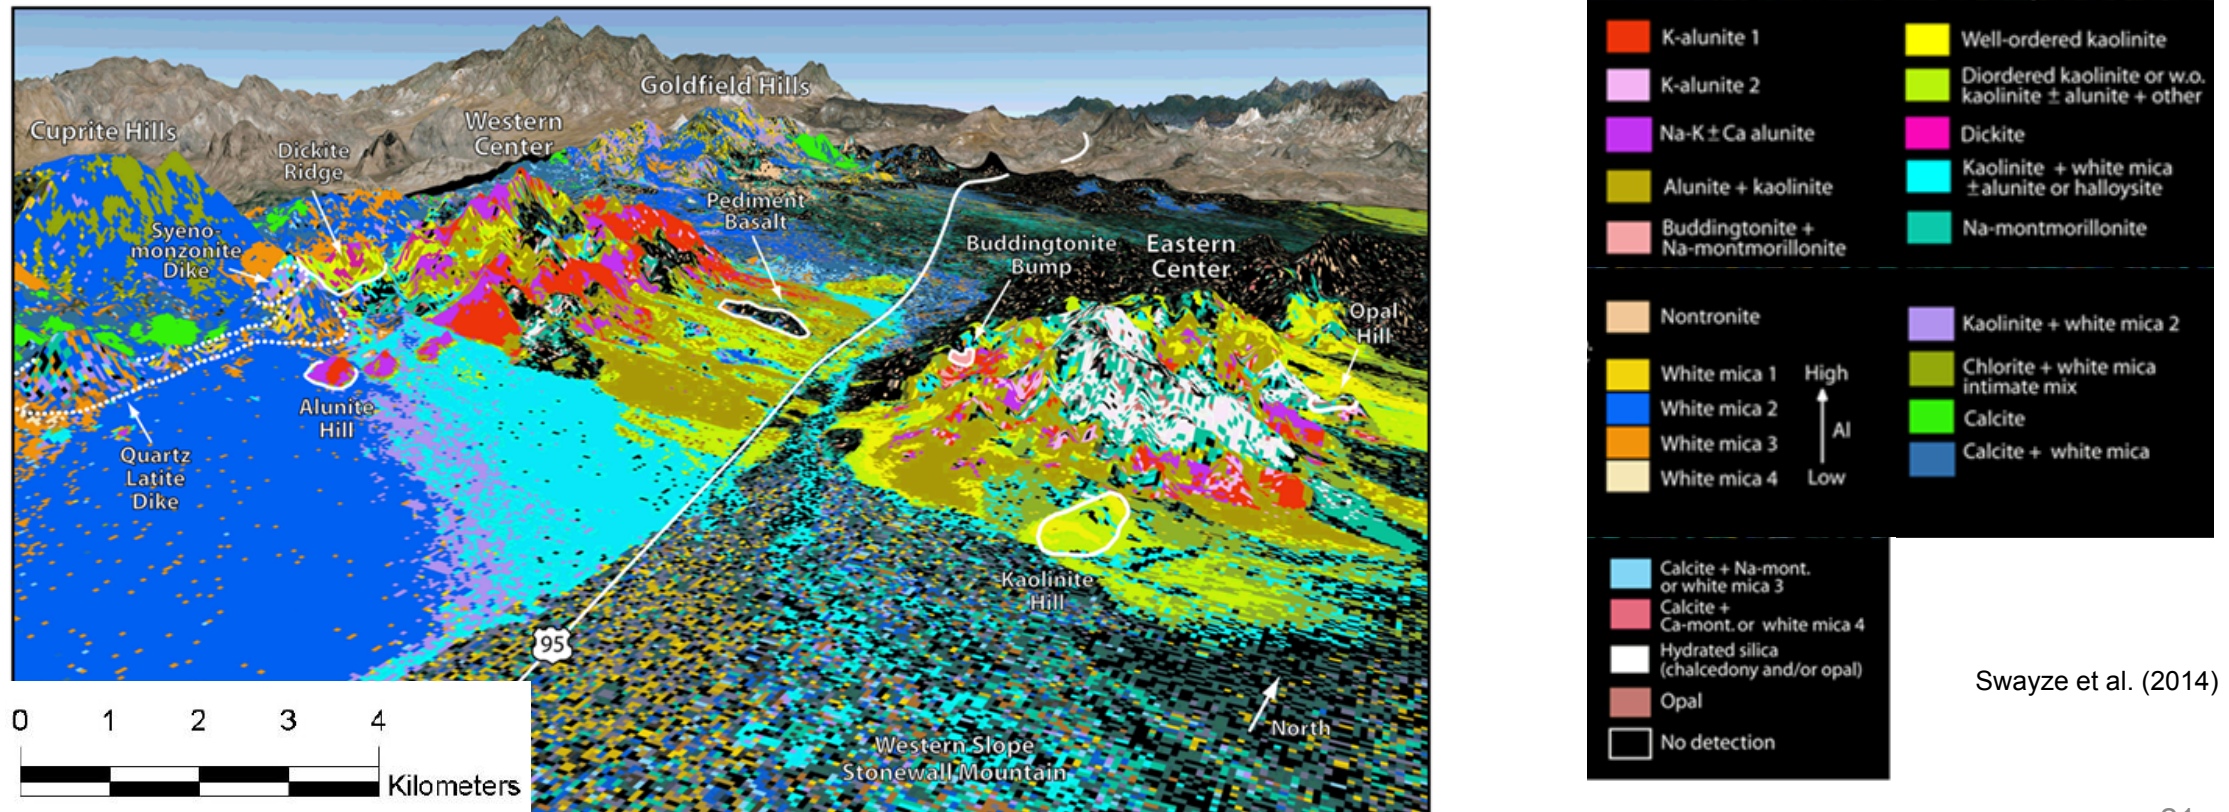 Goldfield Hills
Cuprite Hills
Western
Center
Dickite
Ridge
Pediment
Basalt
Syeno-
monzonite
Dike
Buddingtonite
Bump
Eastern
Center
Opal
Hill
Alunite
Hill
Quartz
Latite
Dike
Kaolinite
Hill
95
North
Western Slope
Stonewall Mountain
0 1 2 3 4
Kilometers
K-alunite 1
K-alunite 2
Na-K ± Ca alunite
Alunite + kaolinite
Buddingtonite +
Na-montmorillonite
Well-ordered kaolinite
Diordered kaolinite or w.o.
kaolinite ± alunite + other
Dickite
Kaolinite + white mica
± alunite or halloysite
Na-montmorillonite
Nontronite
White mica 1 High
White mica 2
White mica 3 Al
White mica 4 Low
Kaolinite + white mica 2
Chlorite + white mica
intimate mix
Calcite
Calcite + white mica
Calcite + Na-mont.
or white mica 3
Calcite +
Ca-mont. or white mica 4
Hydrated silica
(chalcedony and/or opal)
Opal
No detection
Swayze et al. (2014)